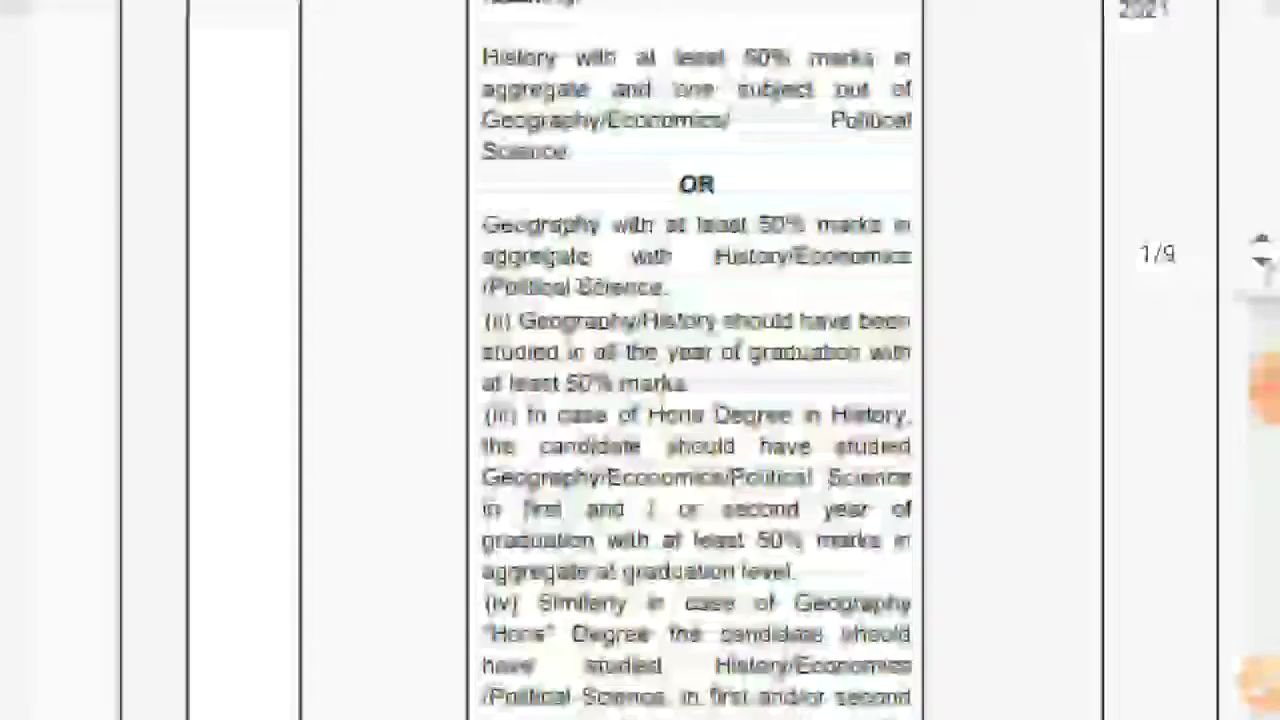 2021
History with at least 50% marks in
aggregate and one subject out of
Geography/Economics/ Political
Science
OR
Geography with at least 50% marks in
aggregate with History/Economics
/Political Science.
1/9
(ii) Geography/History should have been
studied in all the year of graduation with
at least 50% marks.
(iii) In case of Hons Degree in History,
the candidate should have studied
Geography/Economics/Political Science
in first and / or second year of
graduation with at least 50% marks in
aggregate at graduation level.
(iv) Similarly in case of Geography
"Hons" Degree the candidate should
have studied History/Economics
/Political Science, in first and/or second